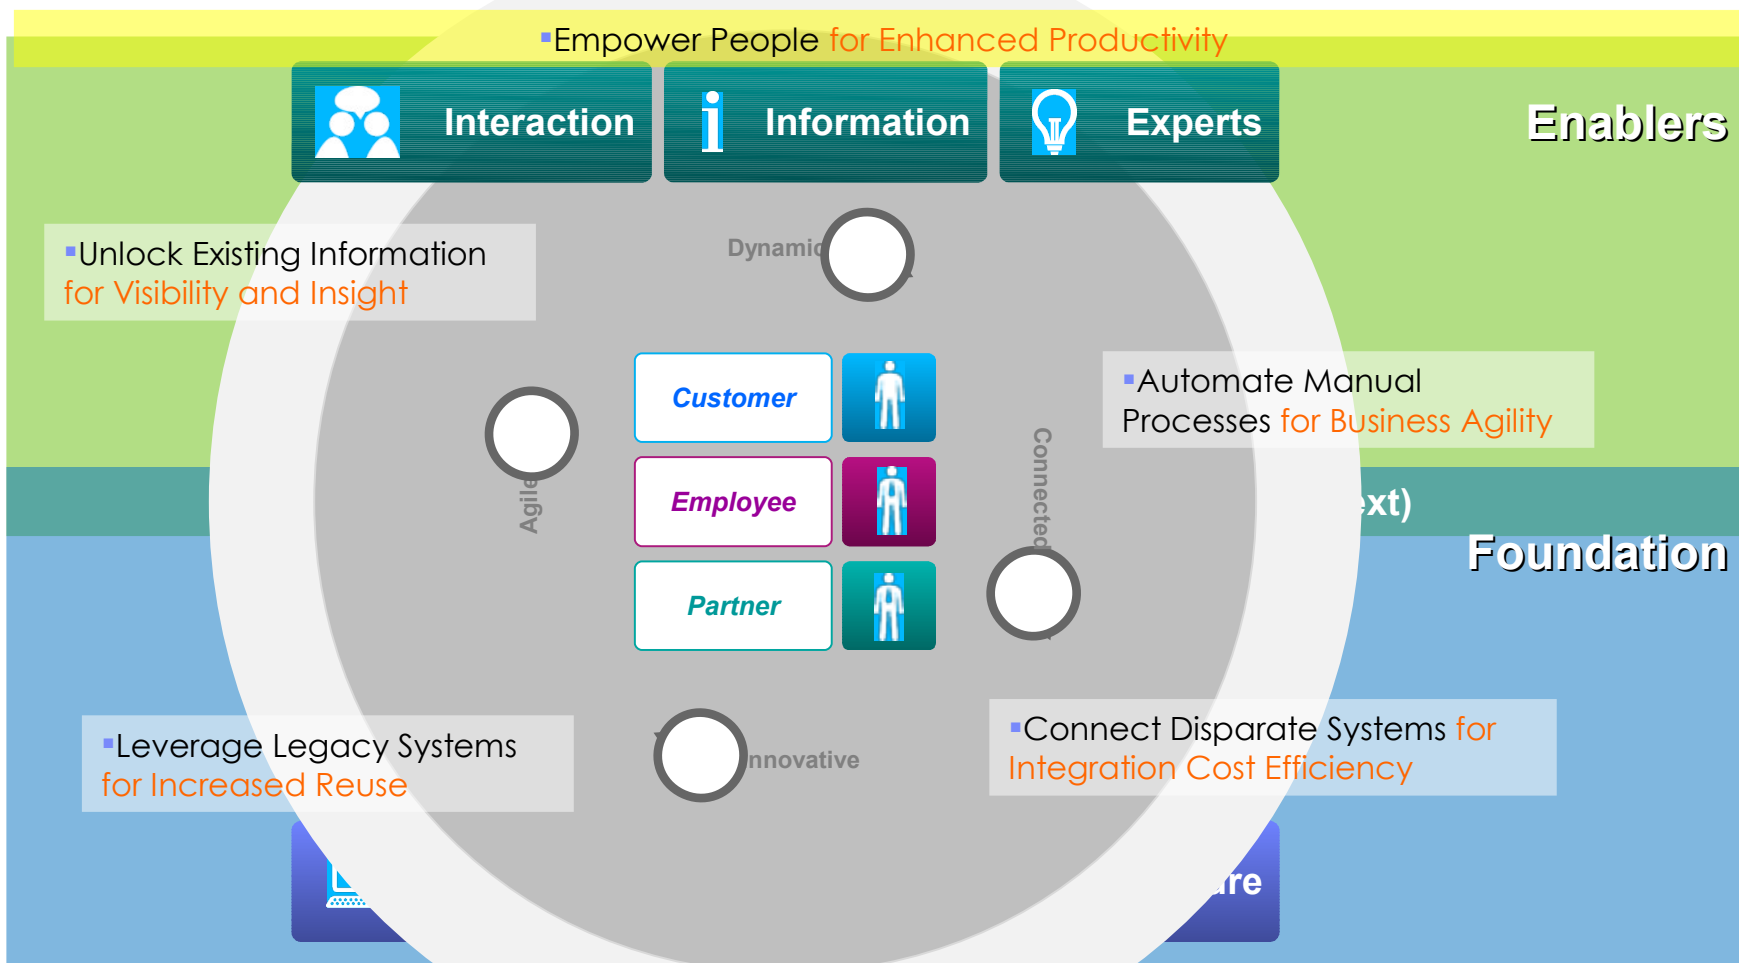 ▪Empower People for Enhanced Productivity
Interaction
Information
Experts
Enablers
▪Unlock Existing Information
for Visibility and Insight
Dynamic
▪Automate Manual
Processes for Business Agility
Customer
Connected
Agile
Employee
ext)
Foundation
Partner
▪Leverage Legacy Systems
for Increased Reuse
nnovative
▪Connect Disparate Systems for
Integration Cost Efficiency
re